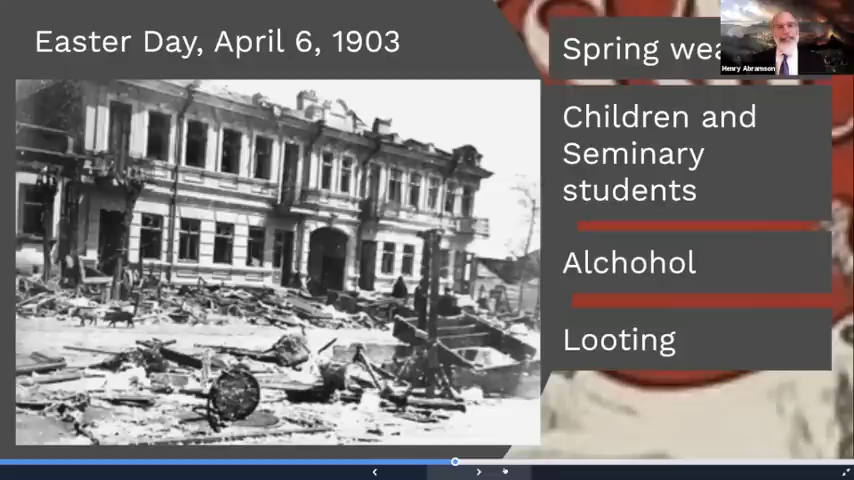 Easter Day, April 6, 1903
Spring wea
Henry Abramson
Children and
Seminary
students
Alchohol
Looting